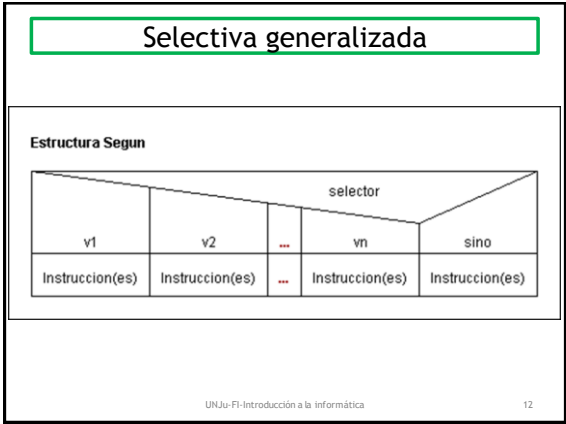 Selectiva generalizada
Estructura Segun
selector
v1 v2 ... vn sino
Instruccion(es) Instruccion(es) ... Instruccion(es) Instruccion(es)
UNJu-FI-Introducción a la informática 12